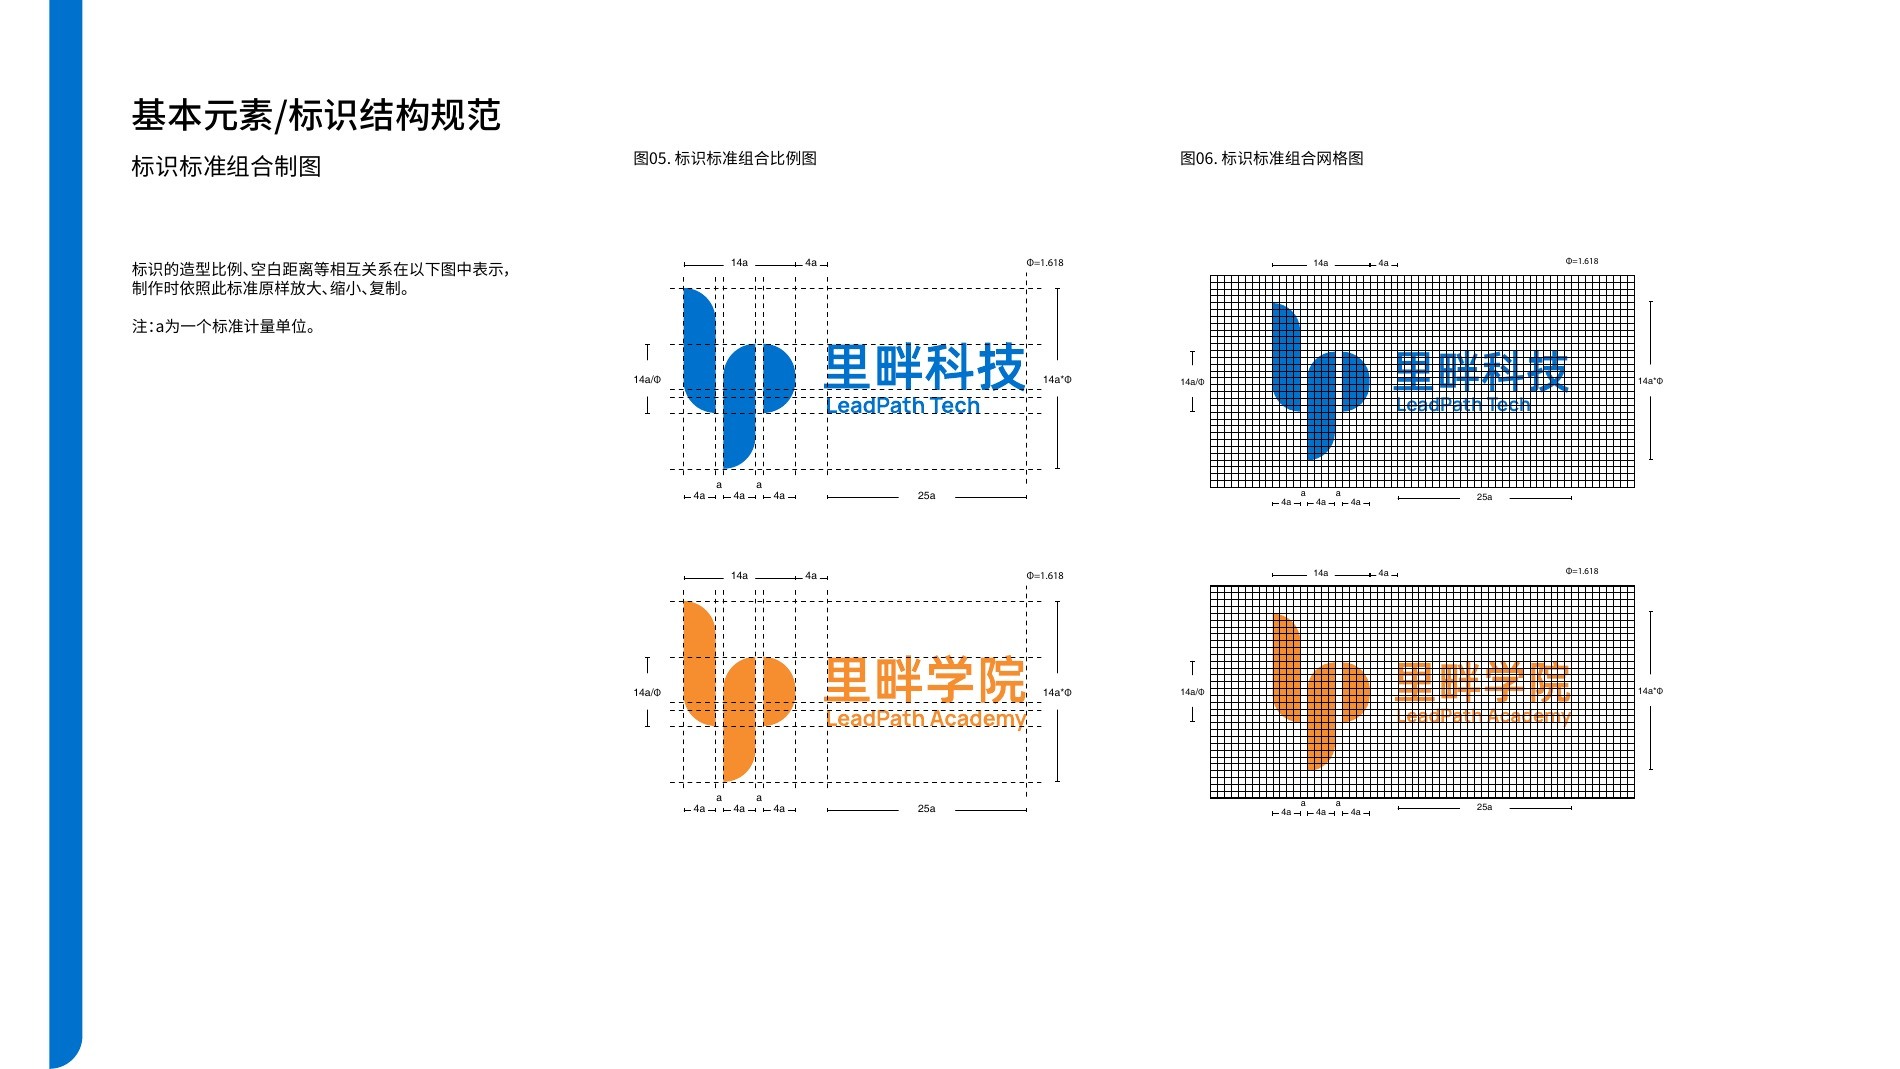 基本元素/标识结构规范
标识标准组合制图
标识的造型比例、空白距离等相互关系在以下图中表示，
制作时依照此标准原样放大、缩小、复制。
注：a为一个标准计量单位。
图05. 标识标准组合比例图
14a 4a Φ=1.618
14a/Φ
里畔科技
LeadPath Tech
14a*Φ
a a
4a 4a 4a 25a
14a 4a Φ=1.618
14a/Φ
里畔学院
LeadPath Academy
14a*Φ
a a
4a 4a 4a 25a
图06. 标识标准组合网格图
14a 4a Φ=1.618
14a/Φ
里畔科技
LeadPath Tech
14a*Φ
a a
4a 4a 4a 25a
14a 4a Φ=1.618
14a/Φ
里畔学院
LeadPath Academy
14a*Φ
a a
4a 4a 4a 25a